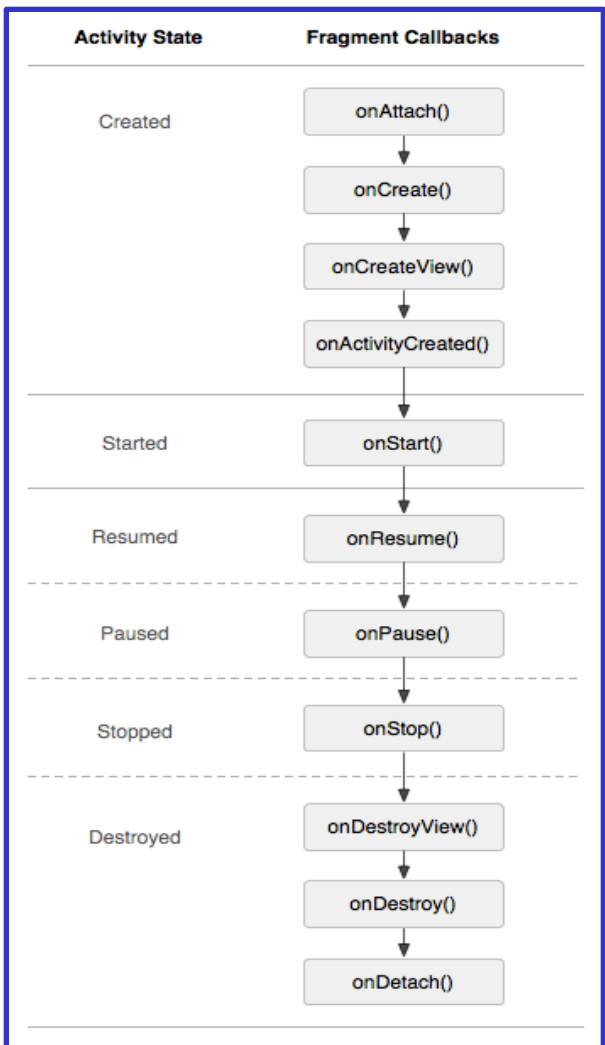 Activity State Fragment Callbacks
Created
onAttach()
onCreate()
onCreateView()
onActivityCreated()
Started onStart()
Resumed onResume()
Paused onPause()
Stopped onStop()
Destroyed
onDestroyView()
onDestroy()
onDetach()